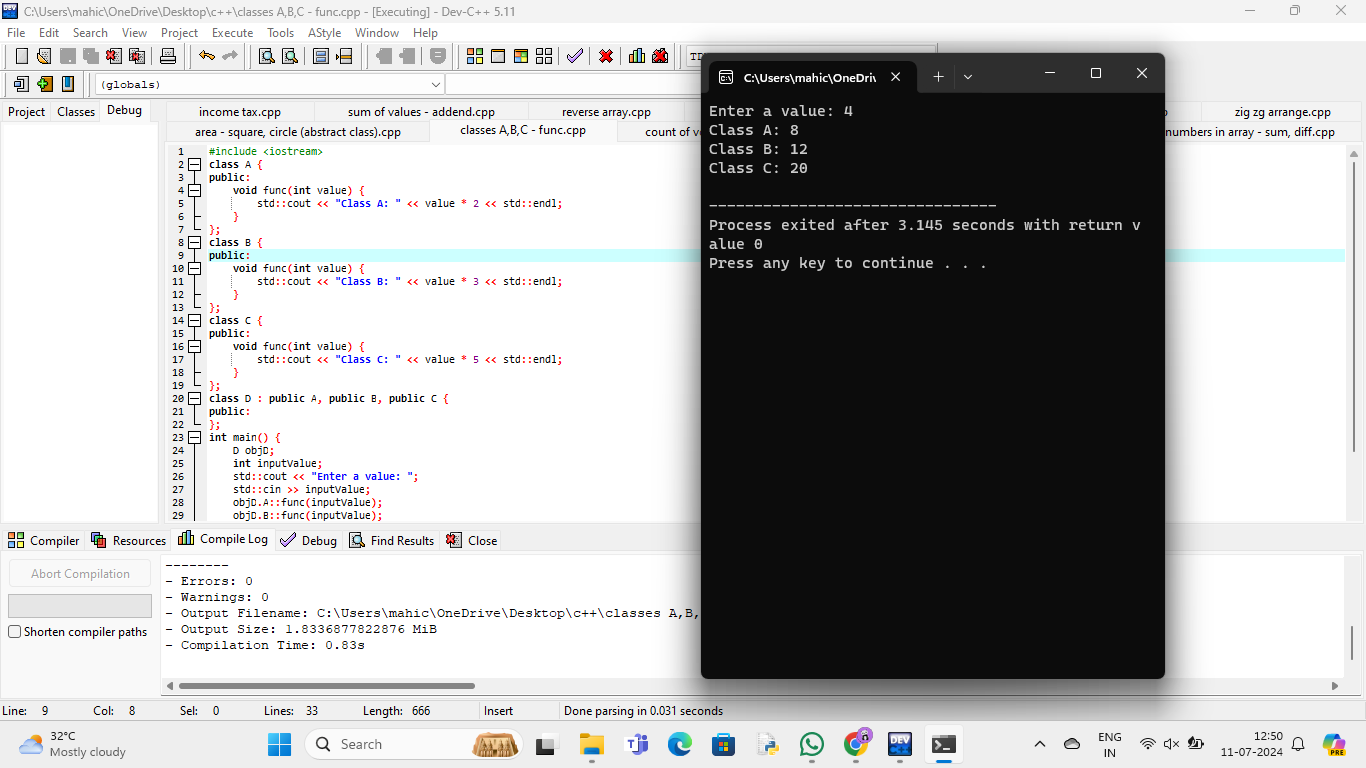 C:\Users\mahic\OneDrive\Desktop\c++\classes A,B,C - func.cpp - [Executing] - Dev-C++ 5.11
File Edit Search View Project Execute Tools AStyle Window Help
(globals)
Project Classes Debug
income tax.cpp sum of values - addend.cpp reverse array.cpp zig zg arrange.cpp
area - square, circle (abstract class).cpp classes A,B,C - func.cpp count of numbers in array - sum, diff.cpp
1 #include <iostream>
2 class A {
3 public:
4 void func(int value) {
5 std::cout << "Class A: " << value * 2 << std::endl;
6 }
7 };
8 class B {
9 public:
10 void func(int value) {
11 std::cout << "Class B: " << value * 3 << std::endl;
12 }
13 };
14 class C {
15 public:
16 void func(int value) {
17 std::cout << "Class C: " << value * 5 << std::endl;
18 }
19 };
20 class D : public A, public B, public C {
21 public:
22 };
23 int main() {
24 D objD;
25 int inputValue;
26 std::cout << "Enter a value: ";
27 std::cin >> inputValue;
28 objD.A::func(inputValue);
29 objD.B::func(inputValue);
C:\Users\mahic\OneDri
Enter a value: 4
Class A: 8
Class B: 12
Class C: 20
--------------------------------
Process exited after 3.145 seconds with return v
alue 0
Press any key to continue . . .
Compiler Resources Compile Log Debug Find Results Close
Abort Compilation
Shorten compiler paths
--------
- Errors: 0
- Warnings: 0
- Output Filename: C:\Users\mahic\OneDrive\Desktop\c++\classes A,B,
- Output Size: 1.8336877822876 MiB
- Compilation Time: 0.83s
Line: 9 Col: 8 Sel: 0 Lines: 33 Length: 666 Insert Done parsing in 0.031 seconds
32°C
Mostly cloudy
Search
DEV
PRE
ENG
IN
12:50
11-07-2024